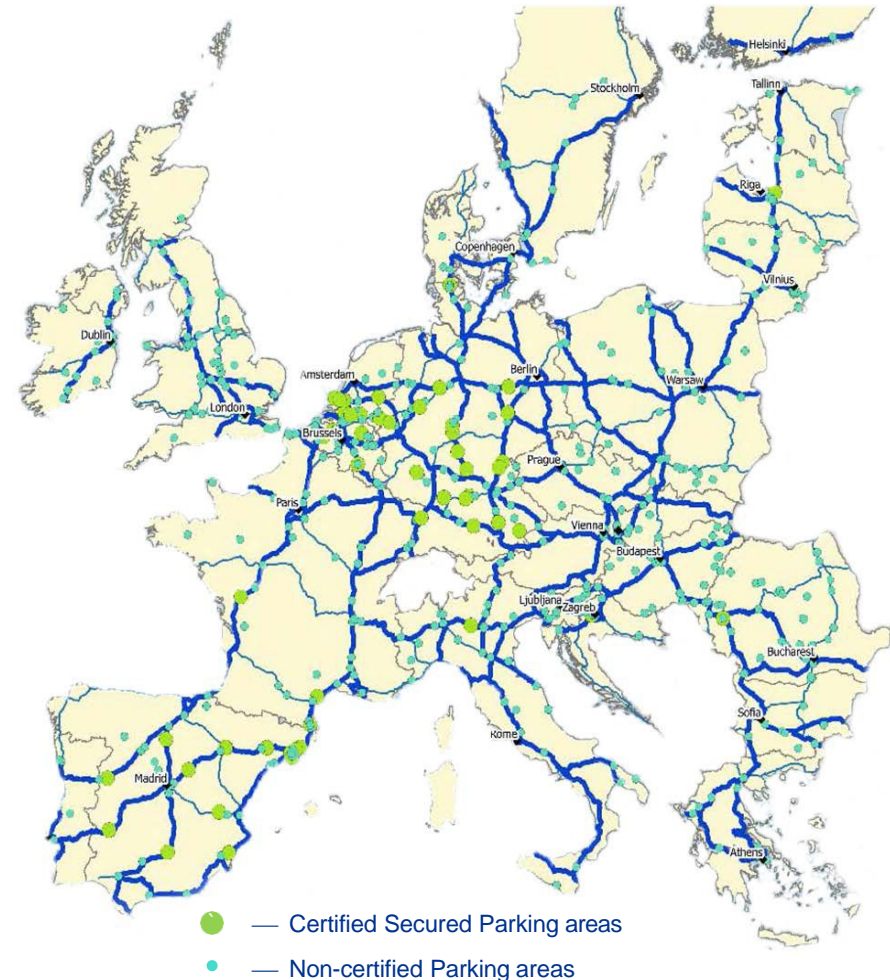 Helsinki
Stockholm
Tallinn
Riga
Copenhagen
Vilnius
Dublin
Amsterdam
Berlin
Warsaw
London
Brussels
Prague
Paris
Vienna
Budapest
Ljubljana
Zagreb
Bucharest
Sofia
Rome
Madrid
Athens
— Certified Secured Parking areas
— Non-certified Parking areas